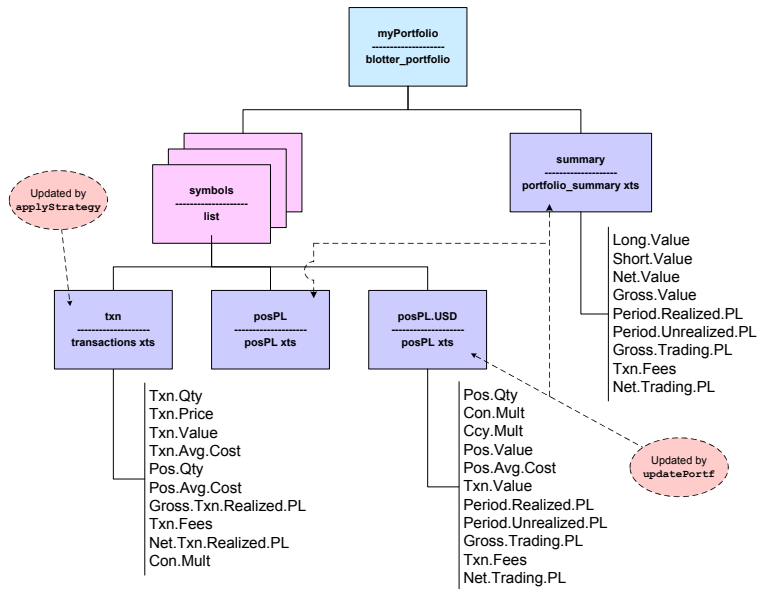 myPortfolio
--------------------
blotter_portfolio
symbols
--------------------
list
summary
--------------------
portfolio_summary xts
Updated by
applyStrategy
txn
--------------------
transactions xts
posPL
--------------------
posPL xts
posPL.USD
--------------------
posPL xts
Long.Value
Short.Value
Net.Value
Gross.Value
Period.Realized.PL
Period.Unrealized.PL
Gross.Trading.PL
Txn.Fees
Net.Trading.PL
Txn.Qty
Txn.Price
Txn.Value
Txn.Avg.Cost
Pos.Qty
Pos.Avg.Cost
Gross.Txn.Realized.PL
Txn.Fees
Net.Txn.Realized.PL
Con.Mult
Pos.Qty
Con.Mult
Ccy.Mult
Pos.Value
Pos.Avg.Cost
Txn.Value
Period.Realized.PL
Period.Unrealized.PL
Gross.Trading.PL
Txn.Fees
Net.Trading.PL
Updated by
updatePortf